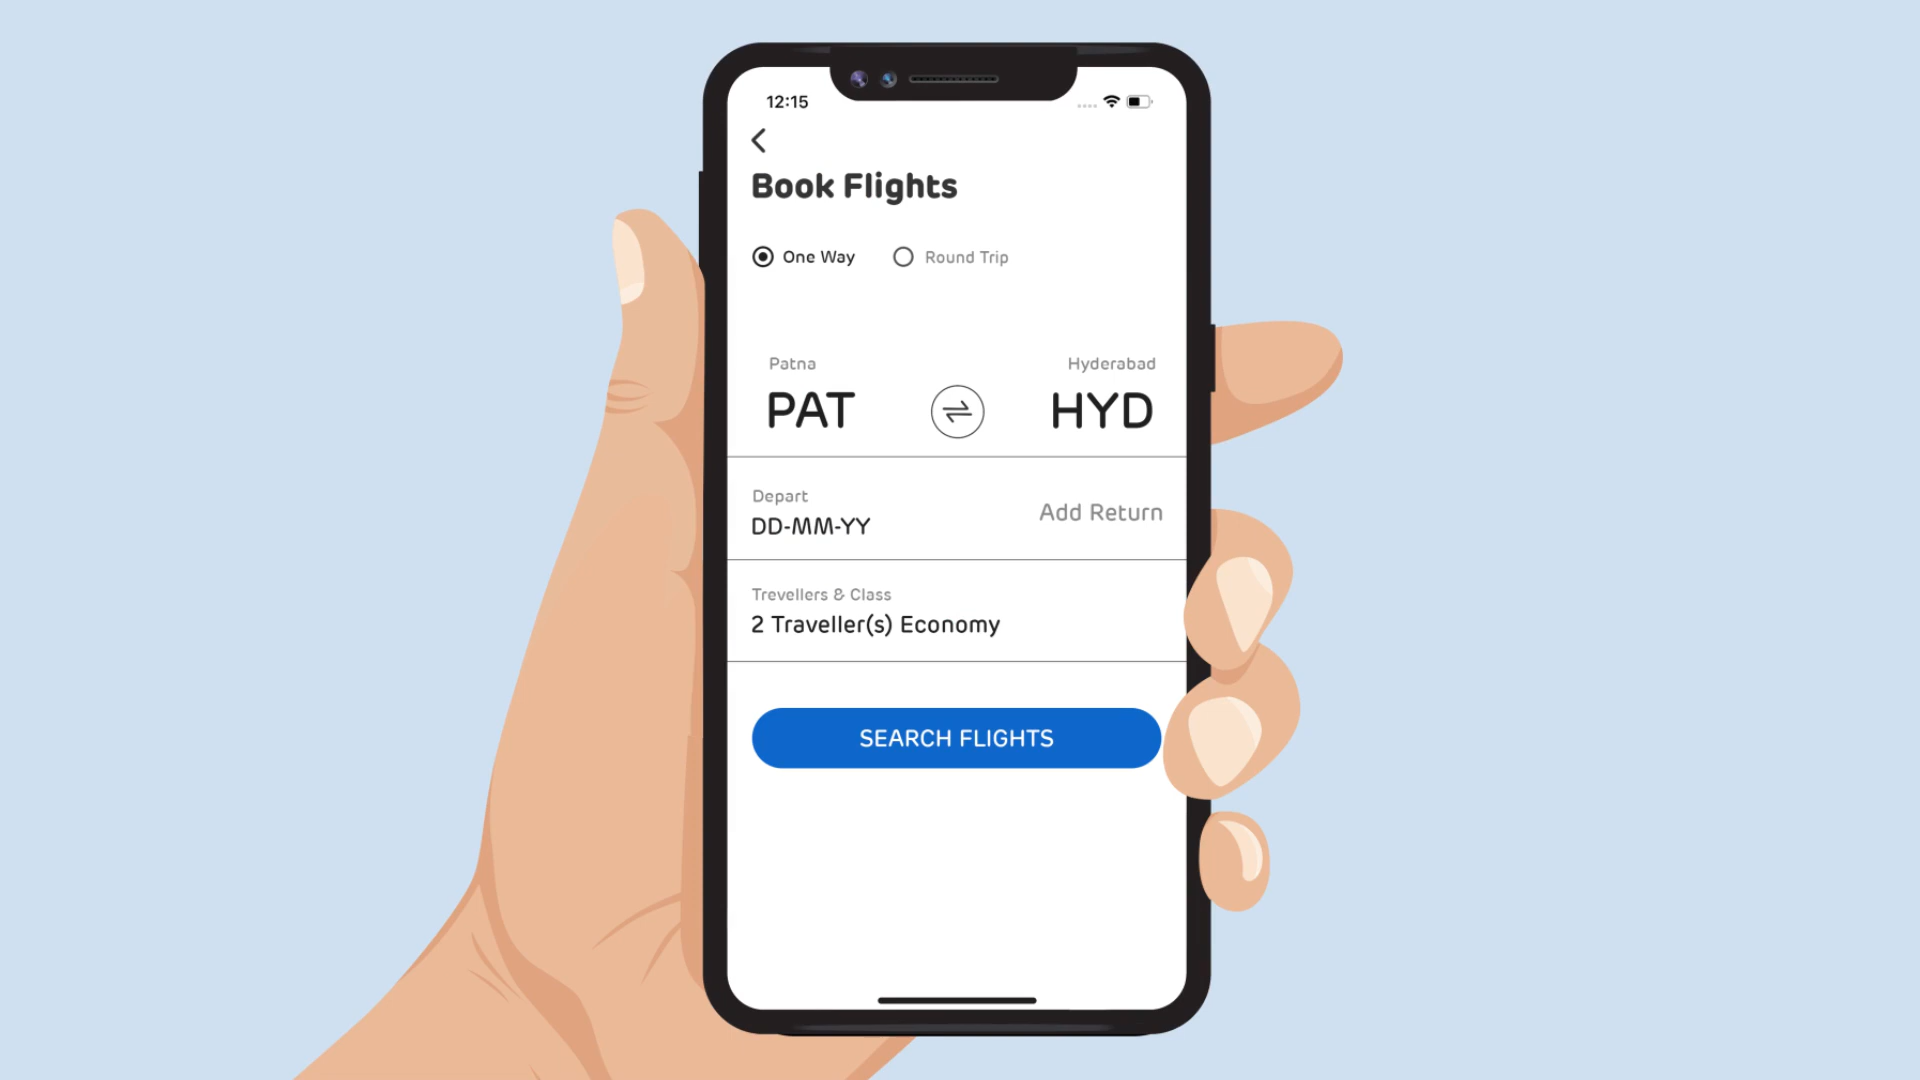 12:15
Book Flights
One Way Round Trip
Patna Hyderabad
PAT HYD
Depart
DD-MM-YY Add Return
Trevellers & Class
2 Traveller(s) Economy
SEARCH FLIGHTS